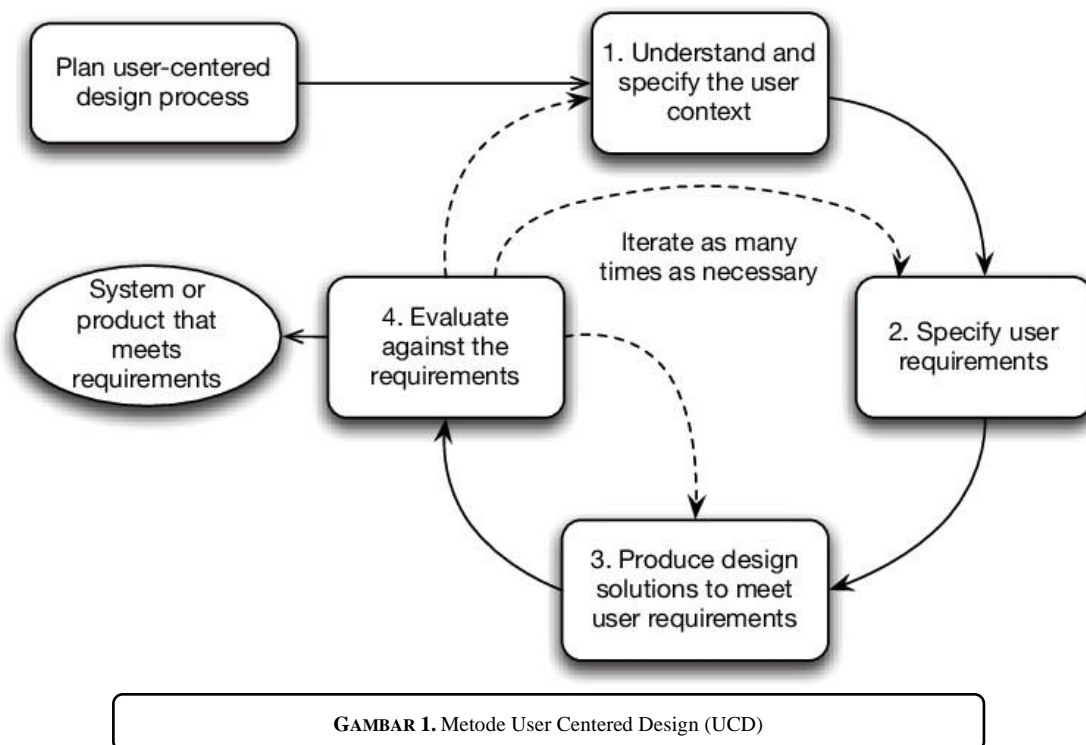 Plan user-centered
design process
1. Understand and
specify the user
context
Iterate as many
times as necessary
System or
product that
meets
requirements
4. Evaluate
against the
requirements
2. Specify user
requirements
3. Produce design
solutions to meet
user requirements
GAMBAR 1. Metode User Centered Design (UCD)